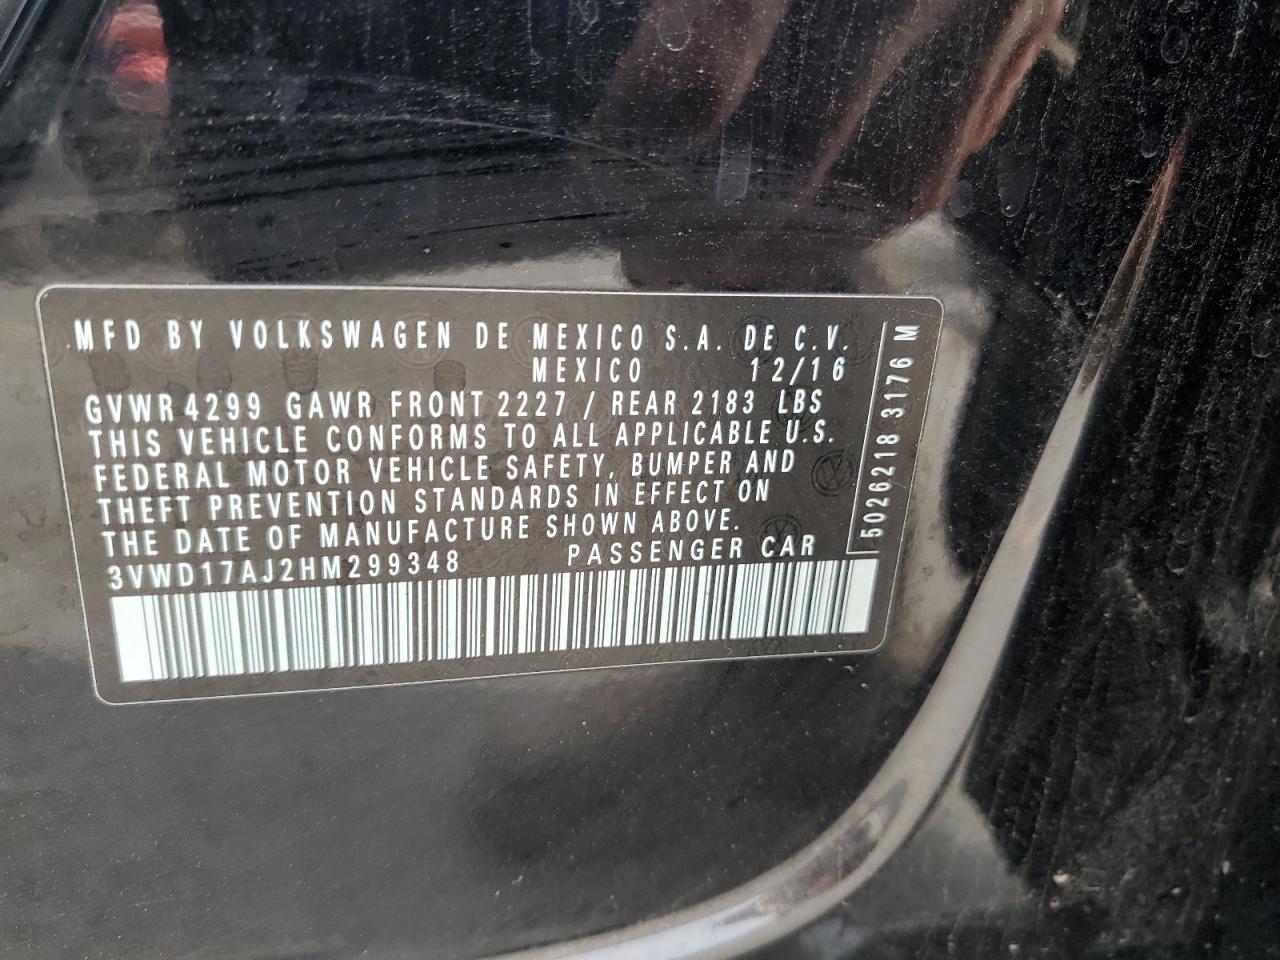 MFD BY VOLKSWAGEN DE MEXICO S.A. DE C.V.
MEXICO 12/16
GVWR 4299 GAWR FRONT 2227 / REAR 2183 LBS
THIS VEHICLE CONFORMS TO ALL APPLICABLE U.S.
FEDERAL MOTOR VEHICLE SAFETY, BUMPER AND
THEFT PREVENTION STANDARDS IN EFFECT ON
THE DATE OF MANUFACTURE SHOWN ABOVE.
3VWD17AJ2HM299348 PASSENGER CAR
5026218 3176 M